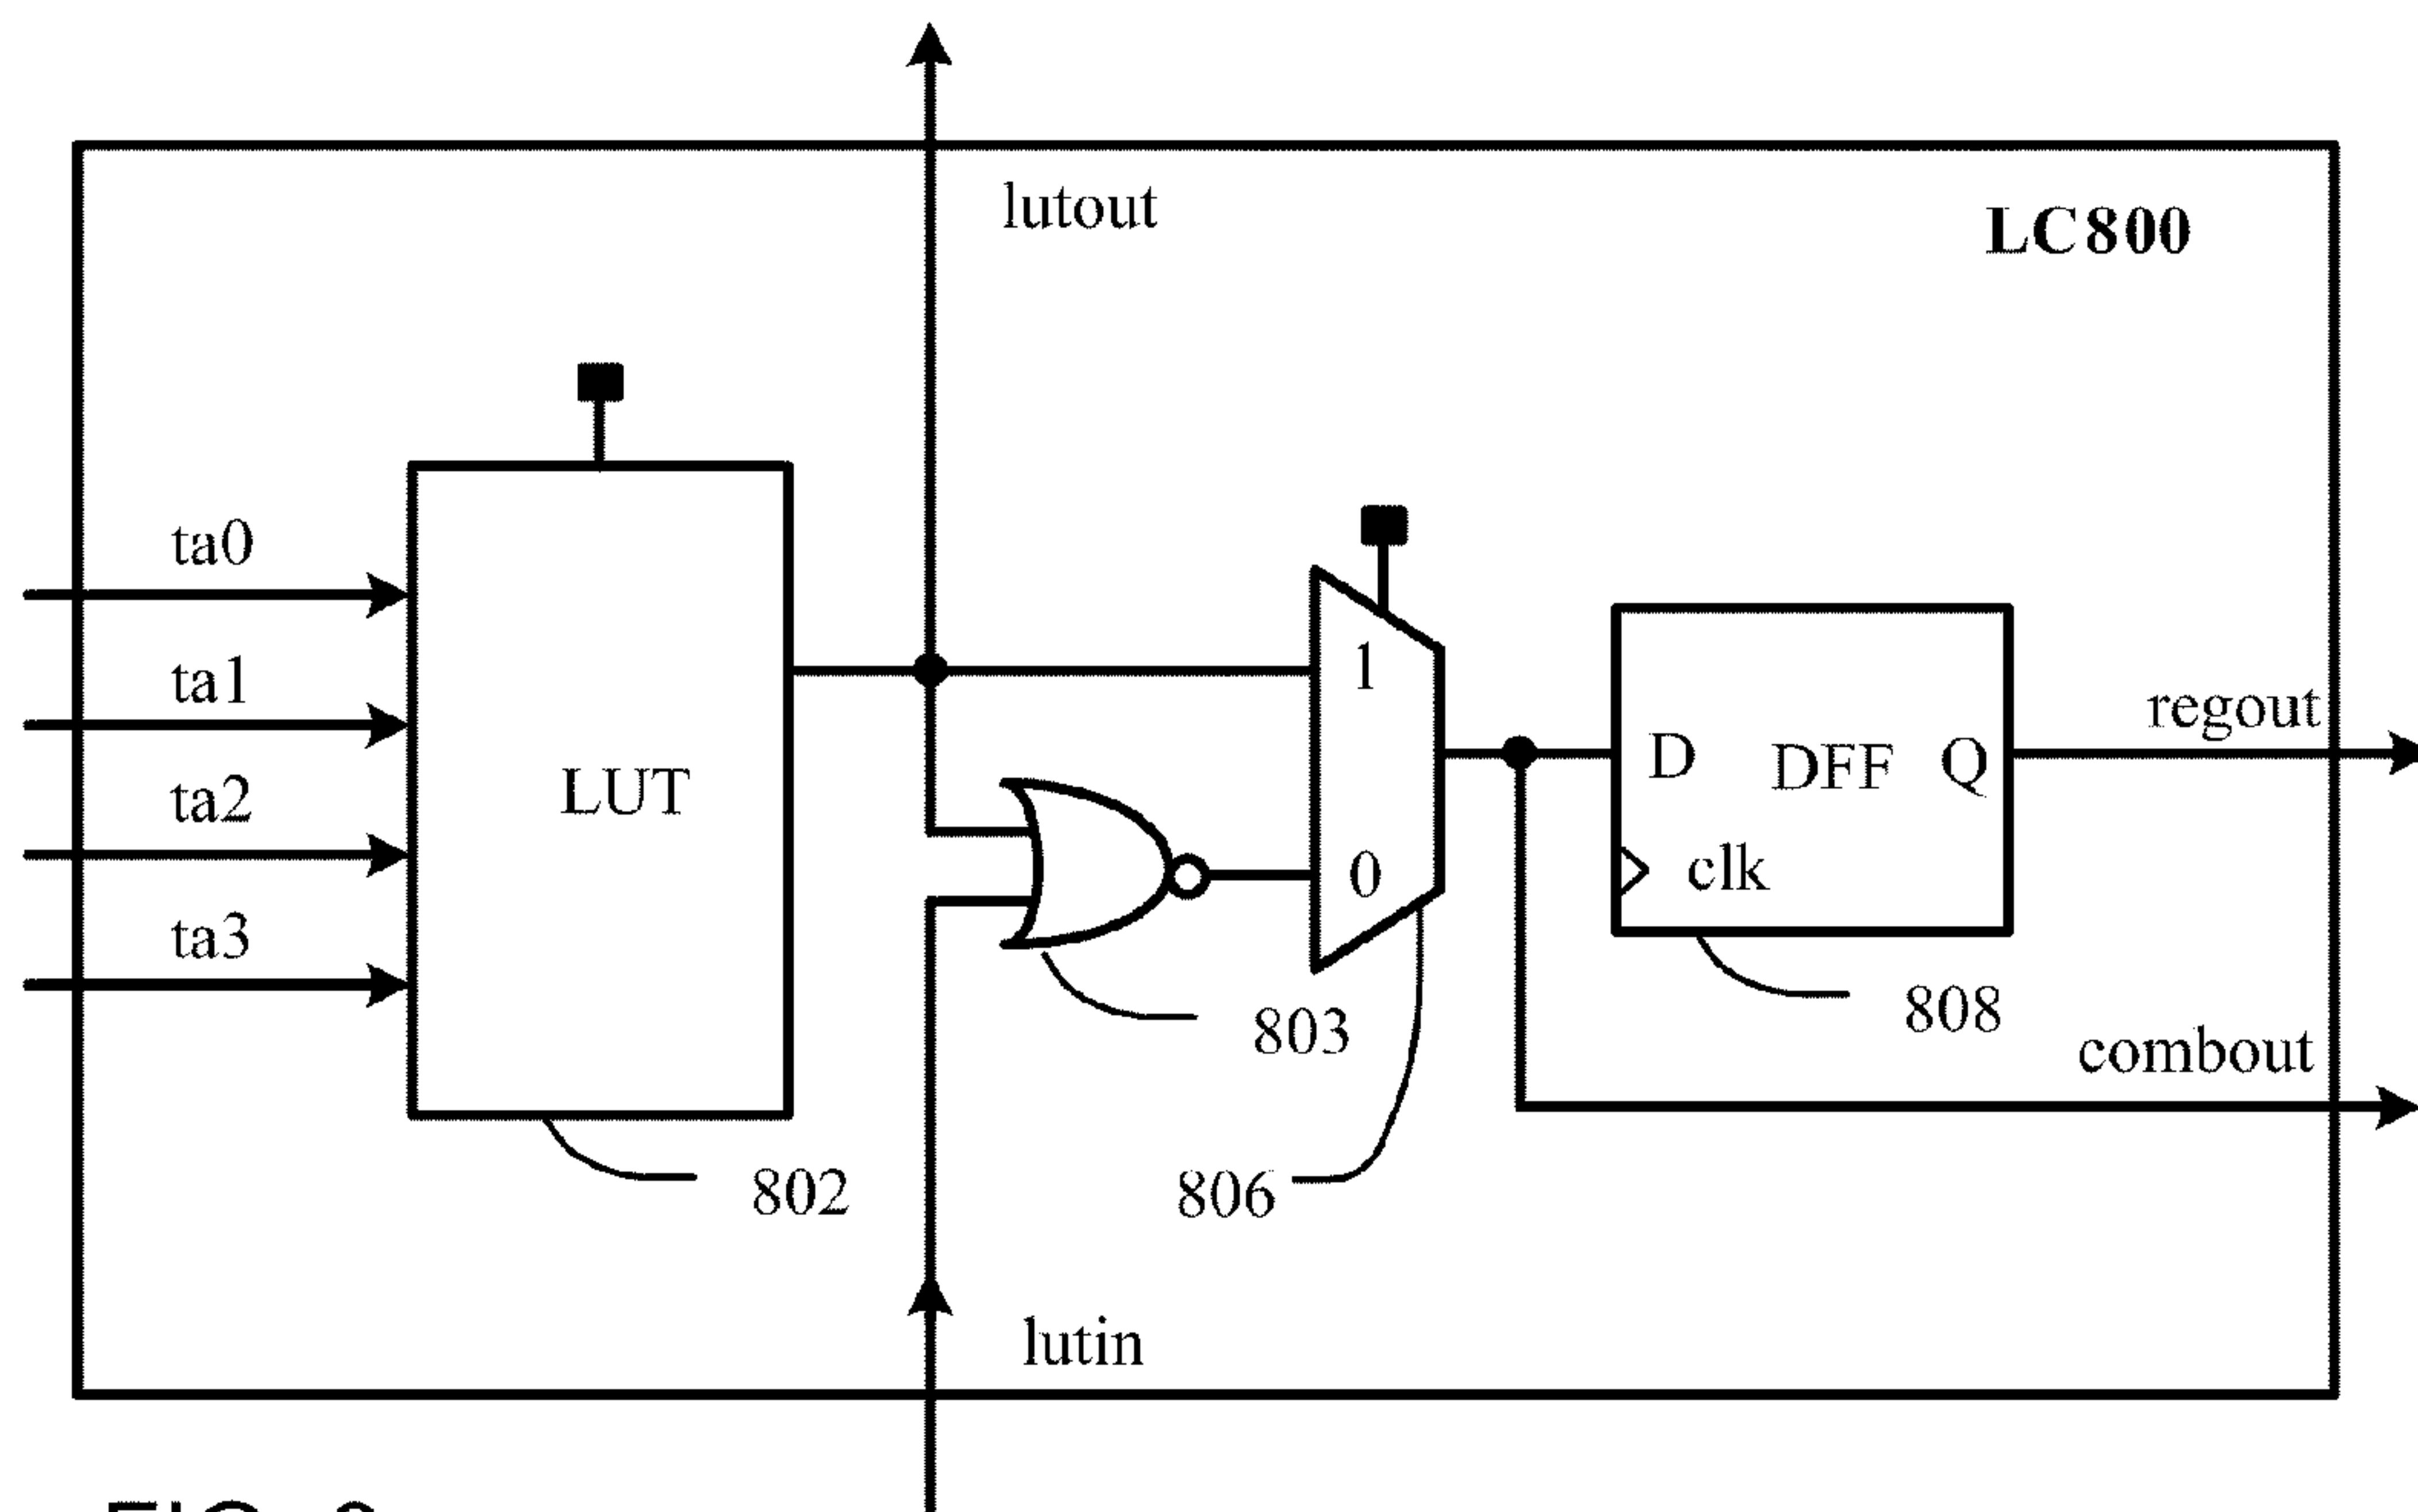 lutout
LC800
ta0
ta1
ta2
ta3
LUT
1
0
D DFF Q
clk
regout
combout
803
808
802
806
lutin